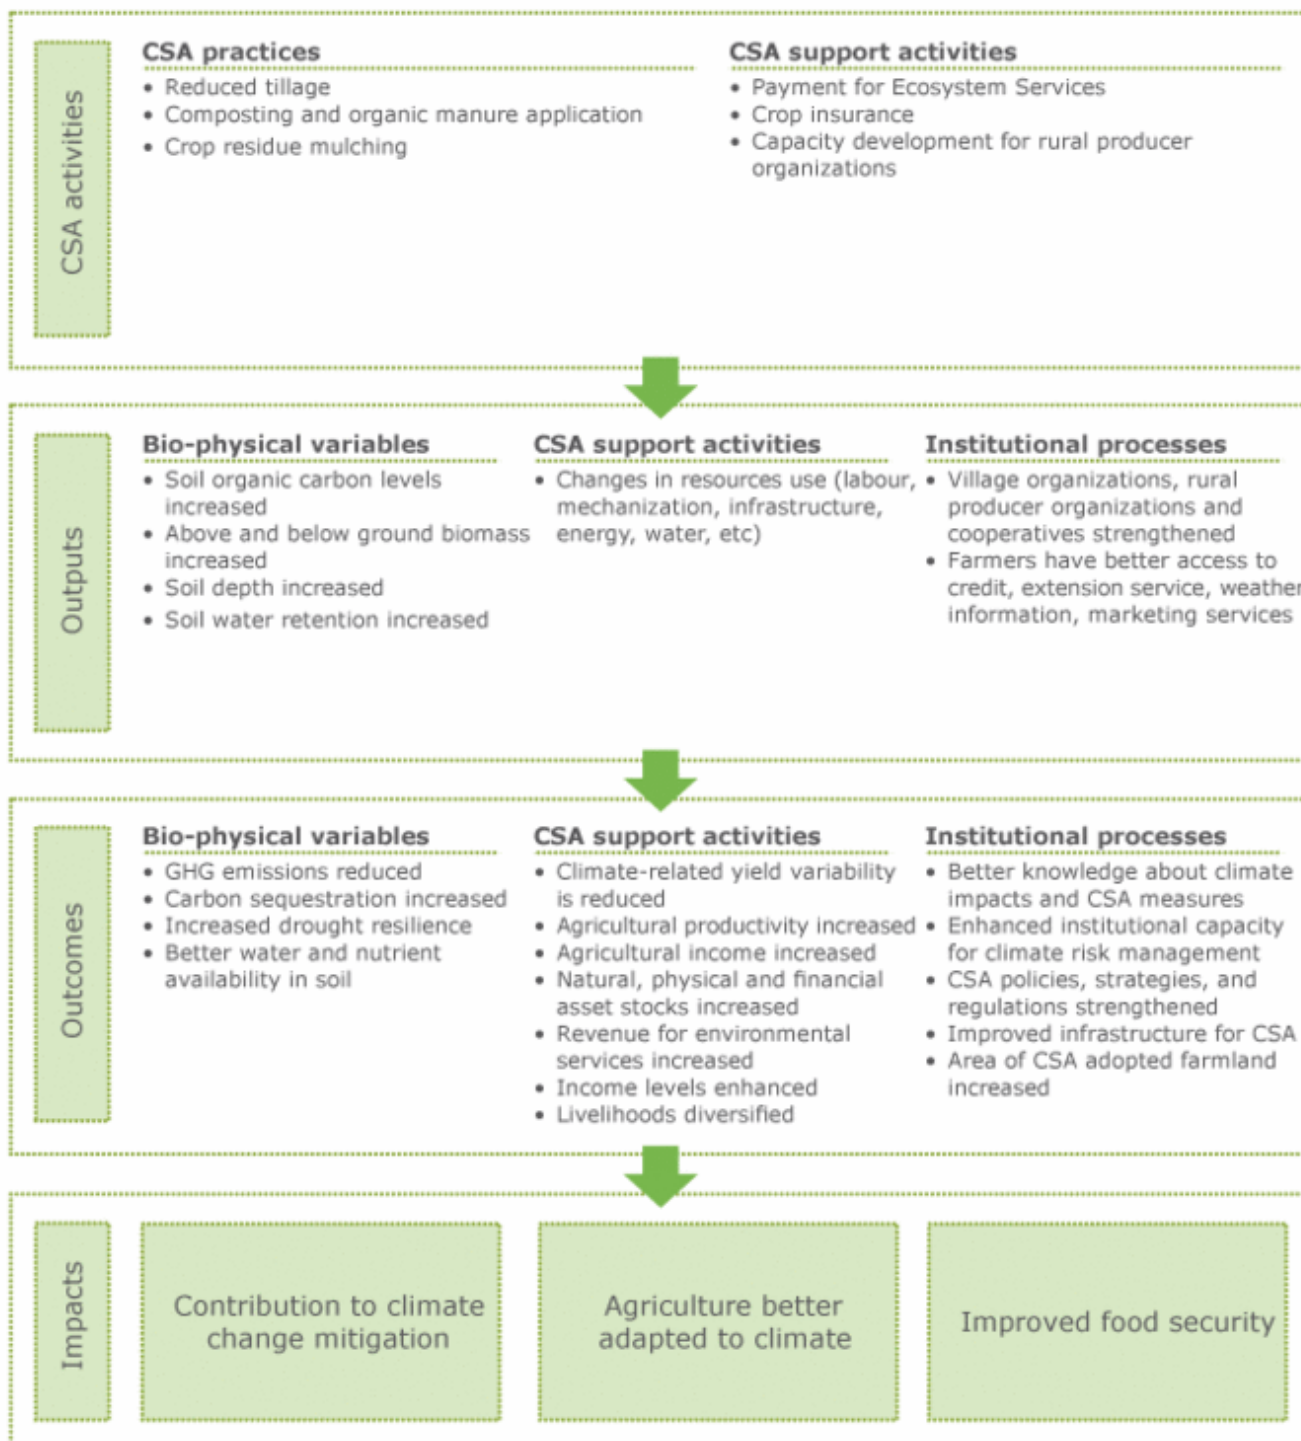 CSA activities
CSA practices
• Reduced tillage
• Composting and organic manure application
• Crop residue mulching
CSA support activities
• Payment for Ecosystem Services
• Crop insurance
• Capacity development for rural producer
organizations
Outputs
Bio-physical variables
• Soil organic carbon levels
increased
• Above and below ground biomass
increased
• Soil depth increased
• Soil water retention increased
CSA support activities
• Changes in resources use (labour,
mechanization, infrastructure,
energy, water, etc)
Institutional processes
• Village organizations, rural
producer organizations and
cooperatives strengthened
• Farmers have better access to
credit, extension service, weather
information, marketing services
Outcomes
Bio-physical variables
• GHG emissions reduced
• Carbon sequestration increased
• Increased drought resilience
• Better water and nutrient
availability in soil
CSA support activities
• Climate-related yield variability
is reduced
• Agricultural productivity increased
• Agricultural income increased
• Natural, physical and financial
asset stocks increased
• Revenue for environmental
services increased
• Income levels enhanced
• Livelihoods diversified
Institutional processes
• Better knowledge about climate
impacts and CSA measures
• Enhanced institutional capacity
for climate risk management
• CSA policies, strategies, and
regulations strengthened
• Improved infrastructure for CSA
• Area of CSA adopted farmland
increased
Impacts
Contribution to climate
change mitigation
Agriculture better
adapted to climate
Improved food security